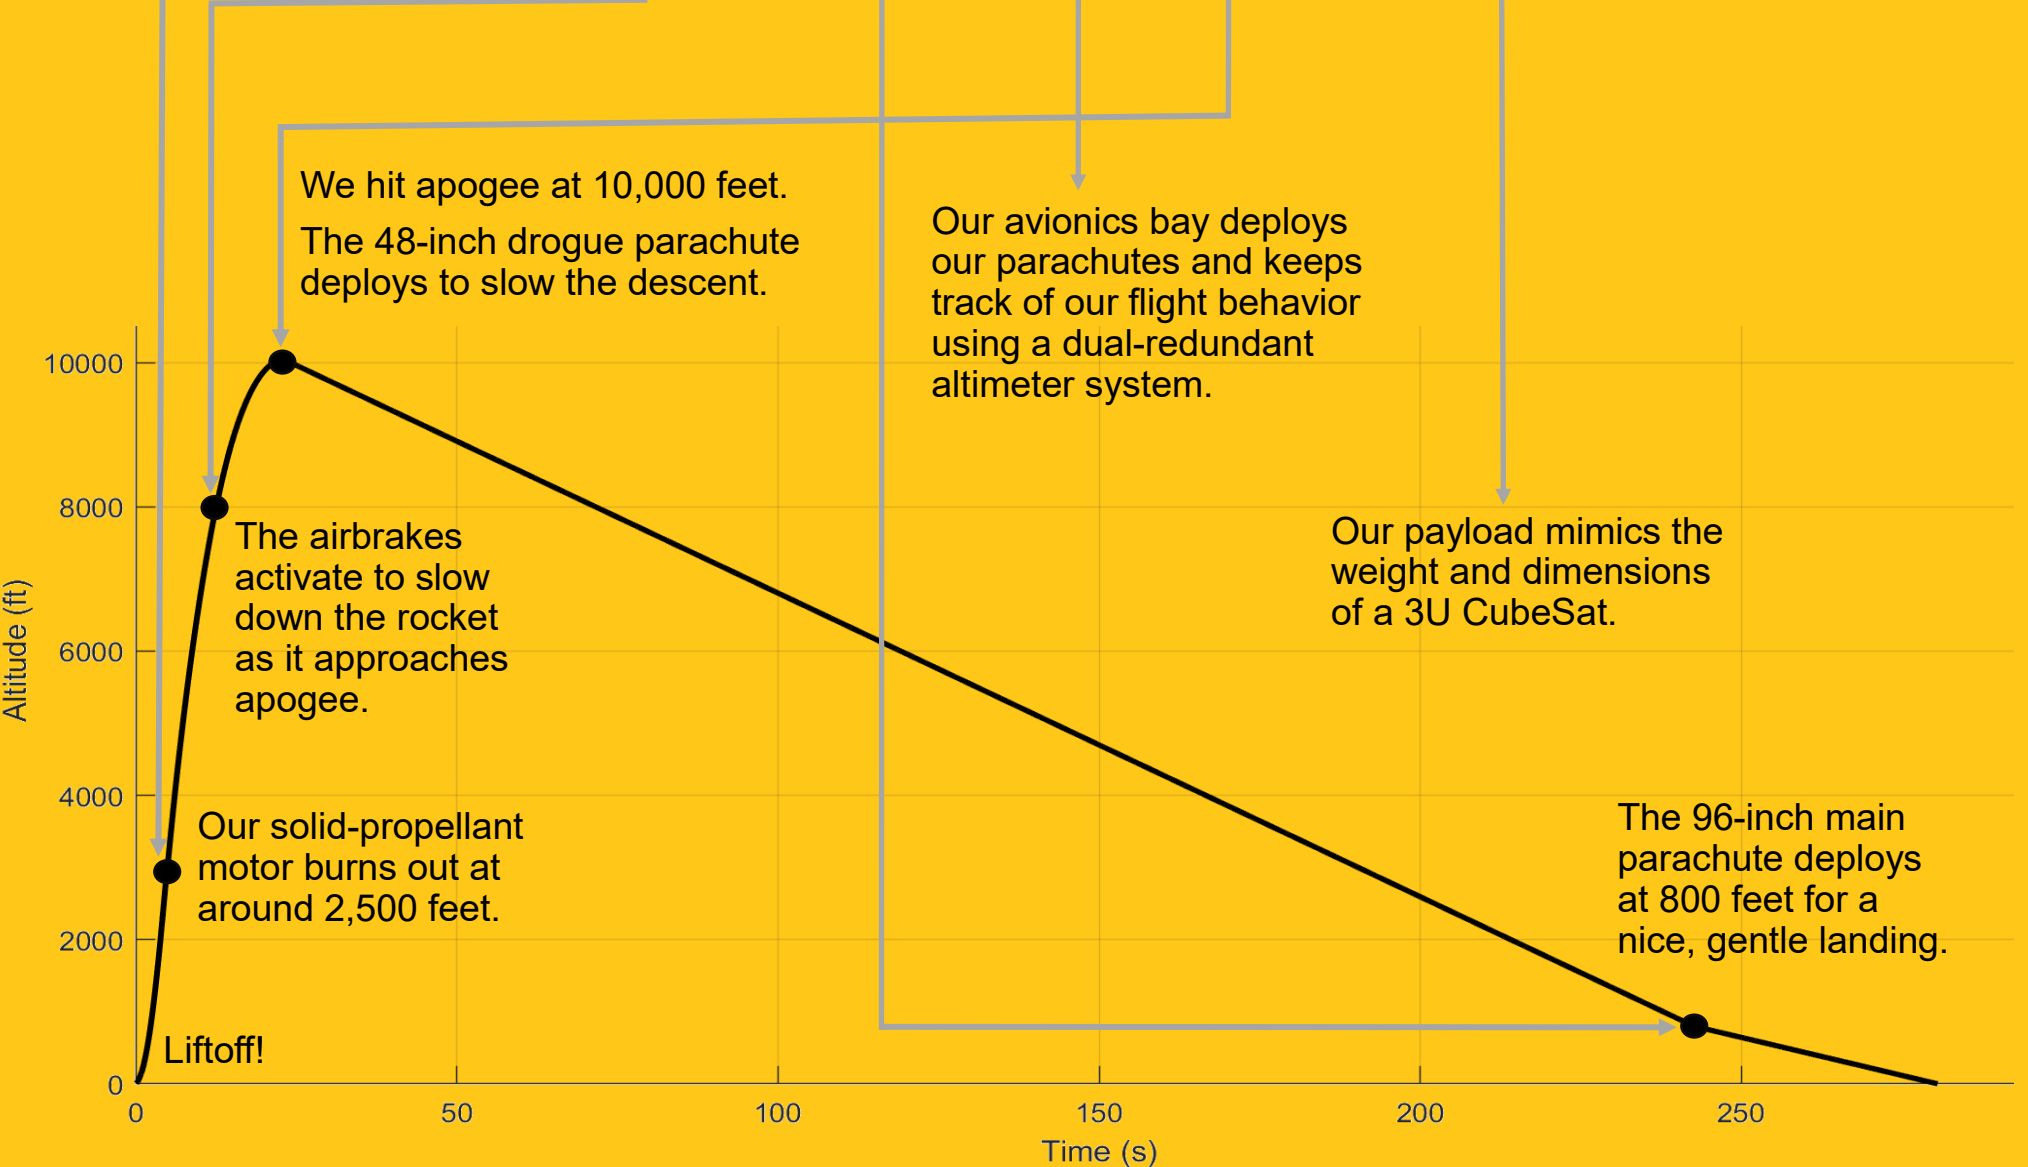 We hit apogee at 10,000 feet.
The 48-inch drogue parachute
deploys to slow the descent.
Our avionics bay deploys
our parachutes and keeps
track of our flight behavior
using a dual-redundant
altimeter system.
The airbrakes
activate to slow
down the rocket
as it approaches
apogee.
Our payload mimics the
weight and dimensions
of a 3U CubeSat.
Our solid-propellant
motor burns out at
around 2,500 feet.
The 96-inch main
parachute deploys
at 800 feet for a
nice, gentle landing.
Liftoff!
Altitude (ft)
10000
8000
6000
4000
2000
0
0
50
100
150
200
250
Time (s)